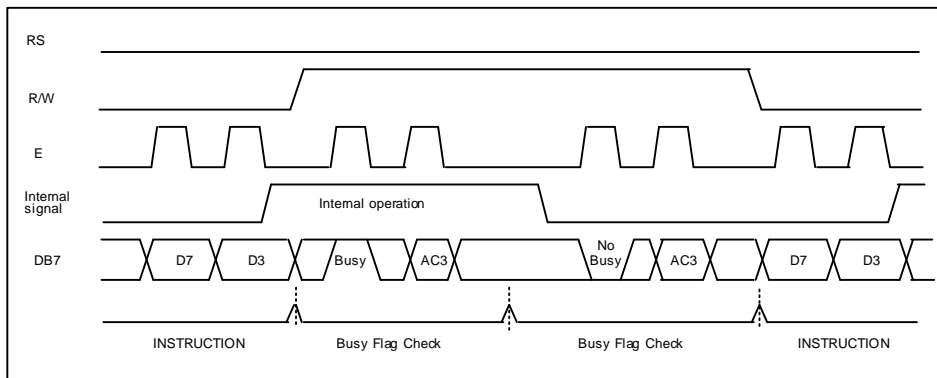 RS
R/W
E
Internal
signal
Internal operation
DB7
D7
D3
Busy
AC3
No
Busy
AC3
D7
D3
INSTRUCTION
Busy Flag Check
Busy Flag Check
INSTRUCTION